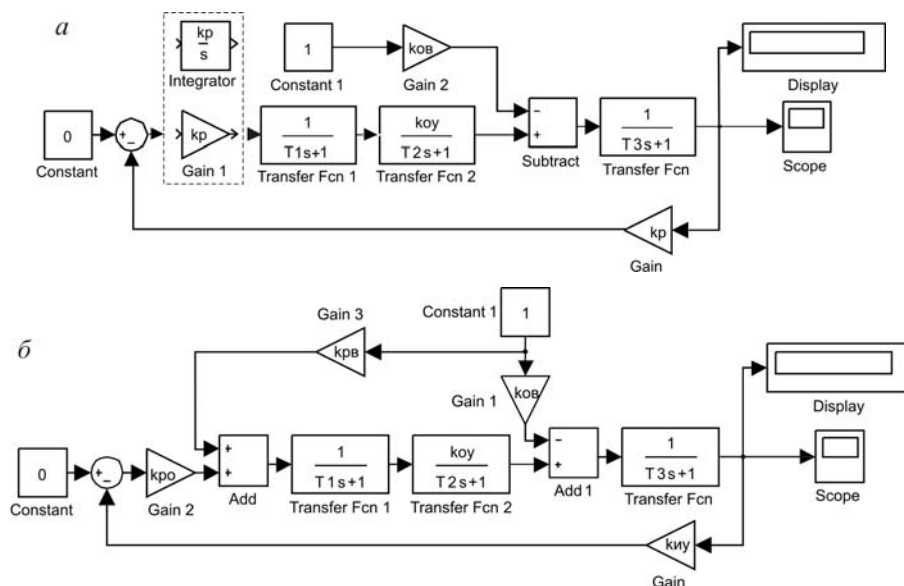 а
kp
s
Integrator
1
Constant 1
kов
Gain 2
Display
0
Constant
+
−
kp
Gain 1
1
T1s+1
Transfer Fcn 1
kоу
T2s+1
Transfer Fcn 2
−
+
Subtract
1
T3s+1
Transfer Fcn
Scope
kp
Gain
б
Gain 3
kрв
Constant 1
1
kов
Gain 1
Display
0
Constant
+
−
kро
Gain 2
+
+
Add
1
T1s+1
Transfer Fcn 1
kоу
T2s+1
Transfer Fcn 2
−
+
Add 1
1
T3s+1
Transfer Fcn
Scope
kиу
Gain